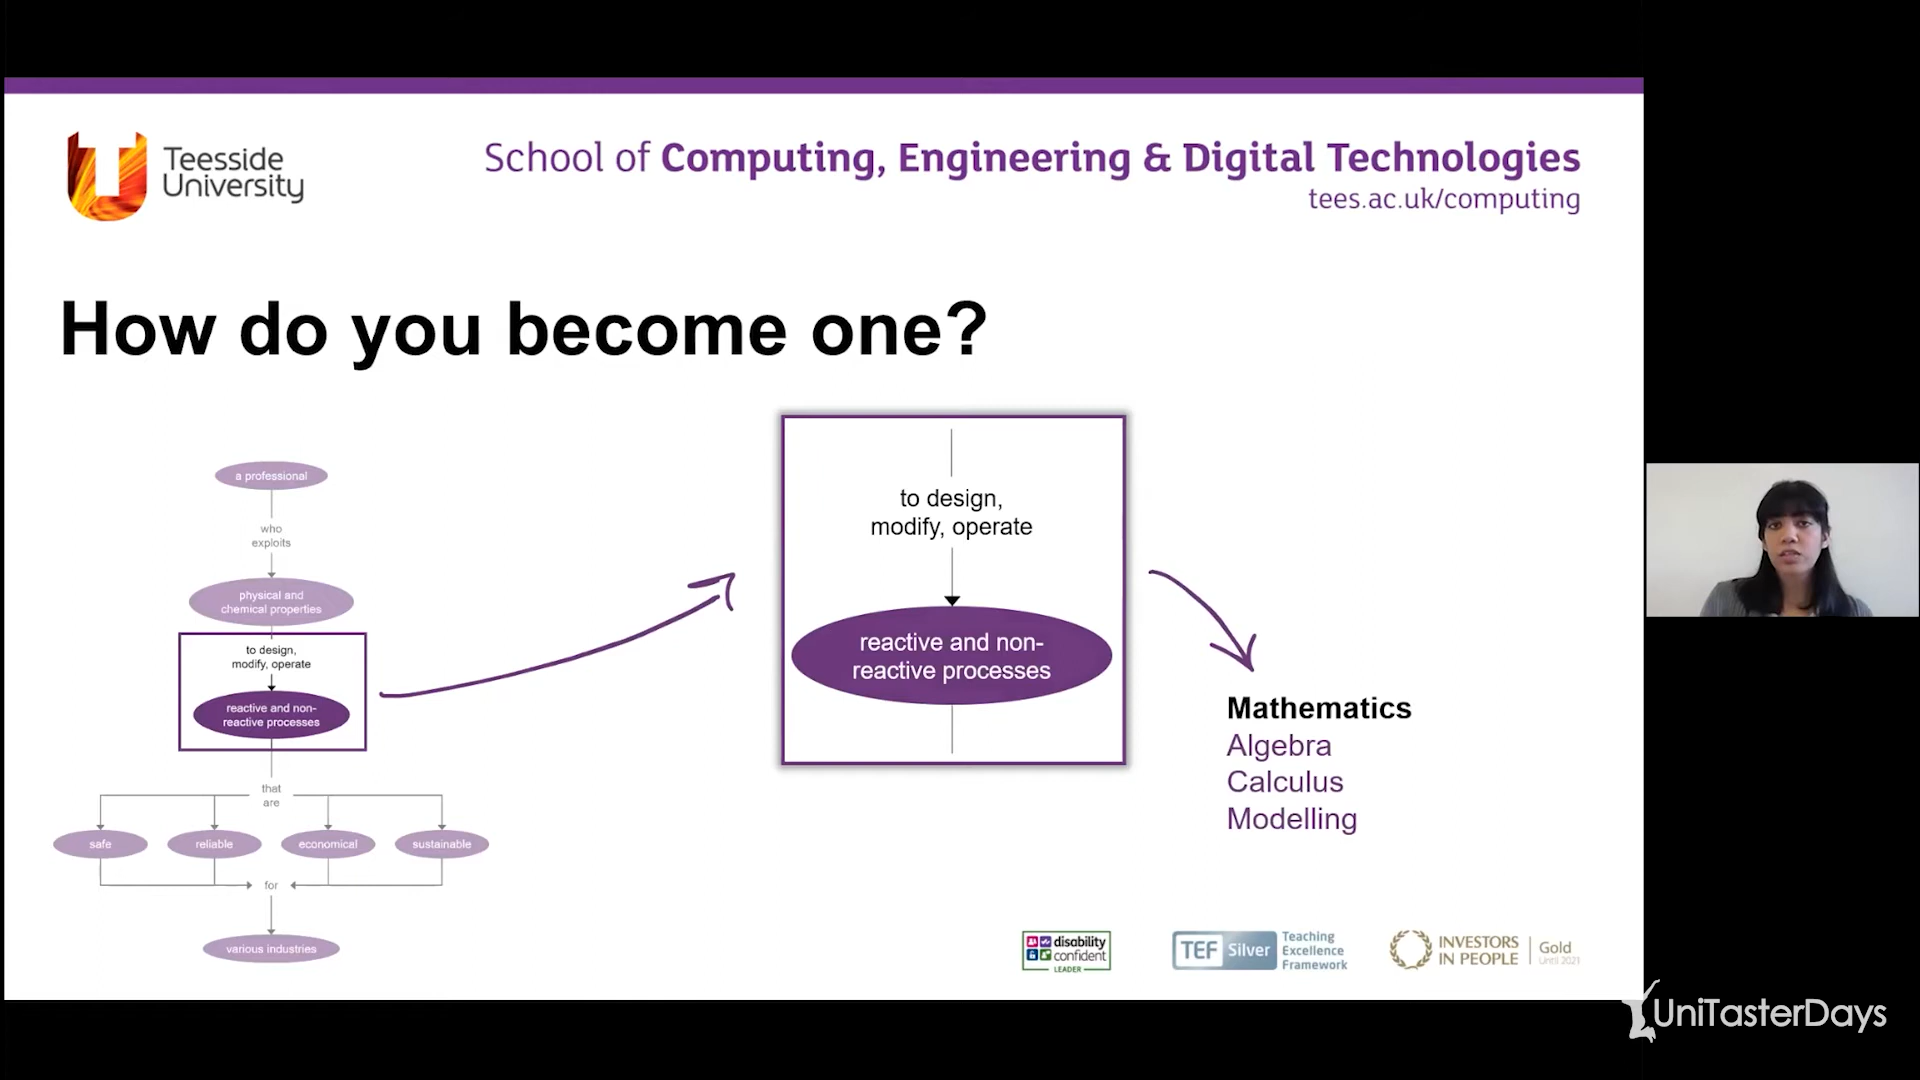 Teesside
University
School of Computing, Engineering & Digital Technologies
tees.ac.uk/computing
How do you become one?
a professional
who
exploits
physical and
chemical properties
to design,
modify, operate
reactive and non-
reactive processes
that
are
safe
reliable
economical
sustainable
for
various industries
to design,
modify, operate
reactive and non-
reactive processes
Mathematics
Algebra
Calculus
Modelling
disability
confident
LEADER
TEF Silver
Teaching
Excellence
Framework
INVESTORS
IN PEOPLE
Gold
Until 2021
UniTasterDays